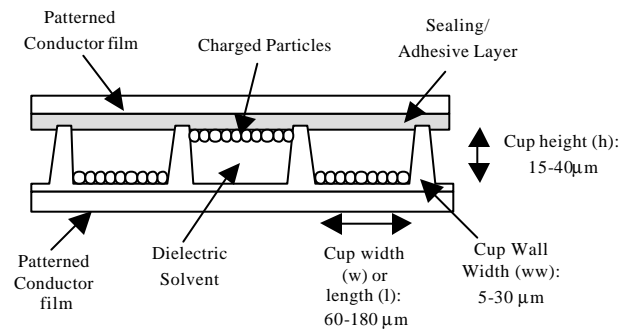 Patterned
Conductor film
Charged Particles
Sealing/
Adhesive Layer
Cup height (h):
15-40μm
Patterned
Conductor
film
Dielectric
Solvent
Cup width
(w) or
length (l):
60-180 μm
Cup Wall
Width (ww):
5-30 μm